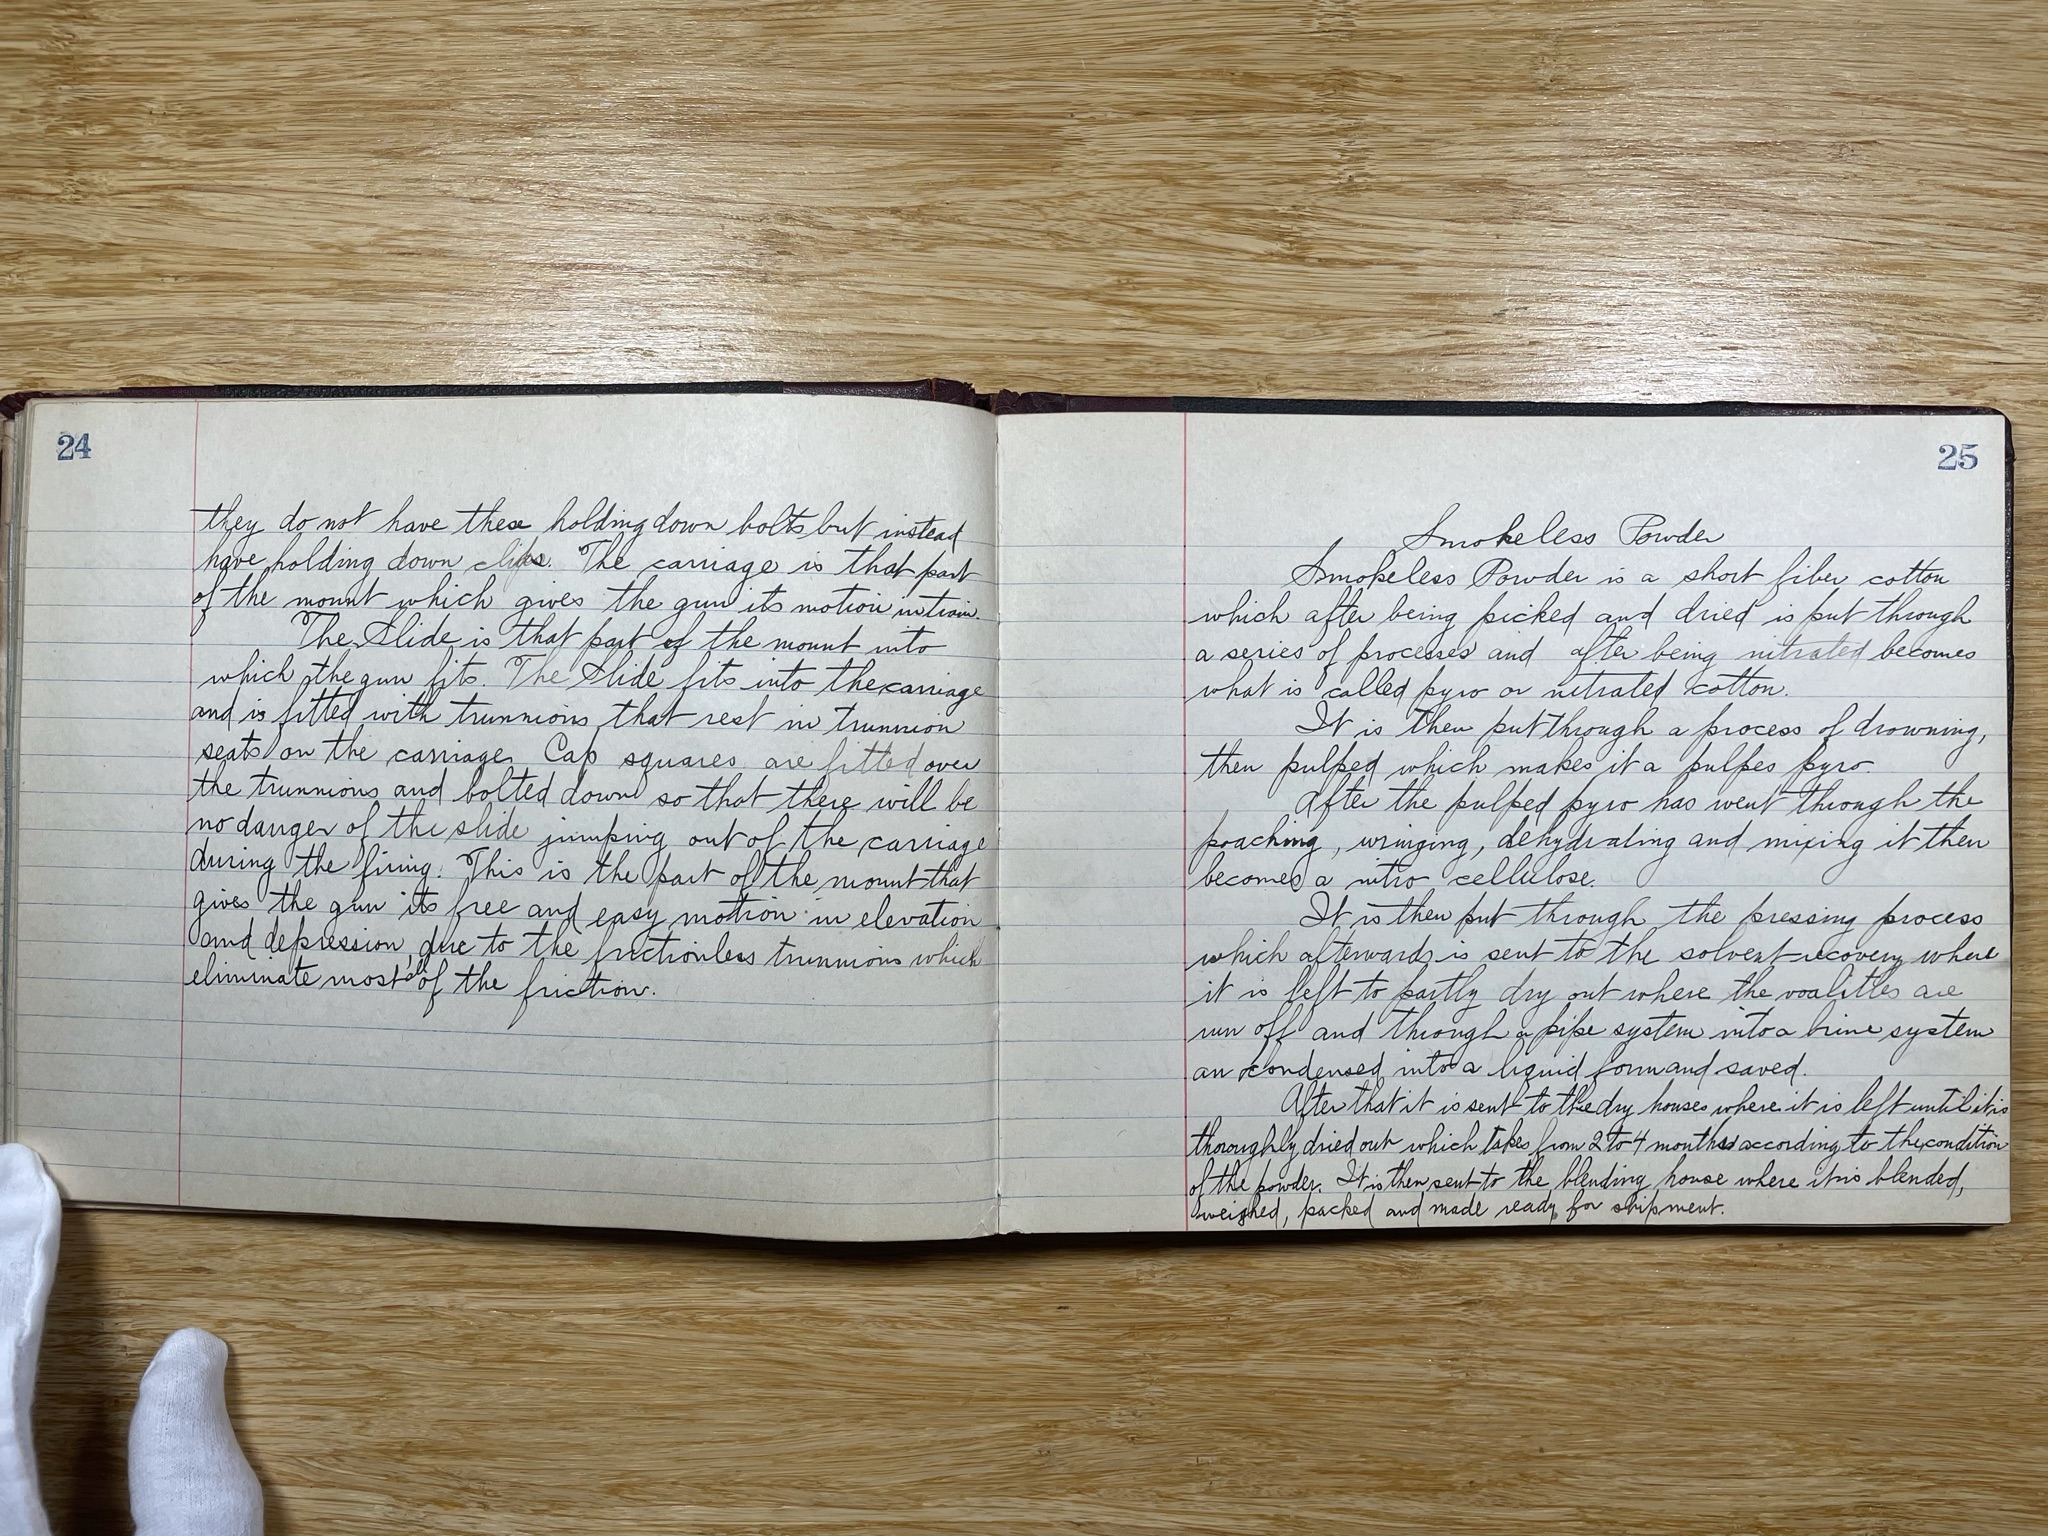 24
they do not have these holding down bolts but instead
have holding down clips. The carriage is that part
of the mount which gives the gun its motion in train.
The Slide is that part of the mount into
which the gun fits. The Slide fits into the carriage
and is fitted with trunnions that rest in trunnion
seats on the carriage. Cap squares are fitted over
the trunnions and bolted down so that there will be
no danger of the slide jumping out of the carriage
during the firing. This is the part of the mount that
gives the gun its free and easy motion in elevation
and depression, due to the frictionless trunnions which
eliminate most of the friction.
25
Smokeless Powder
Smokeless Powder is a short fiber cotton
which after being picked and dried is put through
a series of processes and after being nitrated becomes
what is called pyro or nitrated cotton.
It is then put through a process of drowning,
then pulped which makes it a pulpes pyro.
After the pulped pyro has went through the
poaching, wringing, dehydrating and mixing it then
becomes a nitro cellulose.
It is then put through the pressing process
which afterwards is sent to the solvent recovery where
it is left to partly dry out where the voalitles are
run off and through a pipe system into a brine system
an condensed into a liquid form and saved.
After that it is sent to the dry houses where it is left until it is
thoroughly dried out which takes from 2 to 4 months according to the condition
of the powder. It is then sent to the blending house where it is blended,
weighed, packed and made ready for shipment.